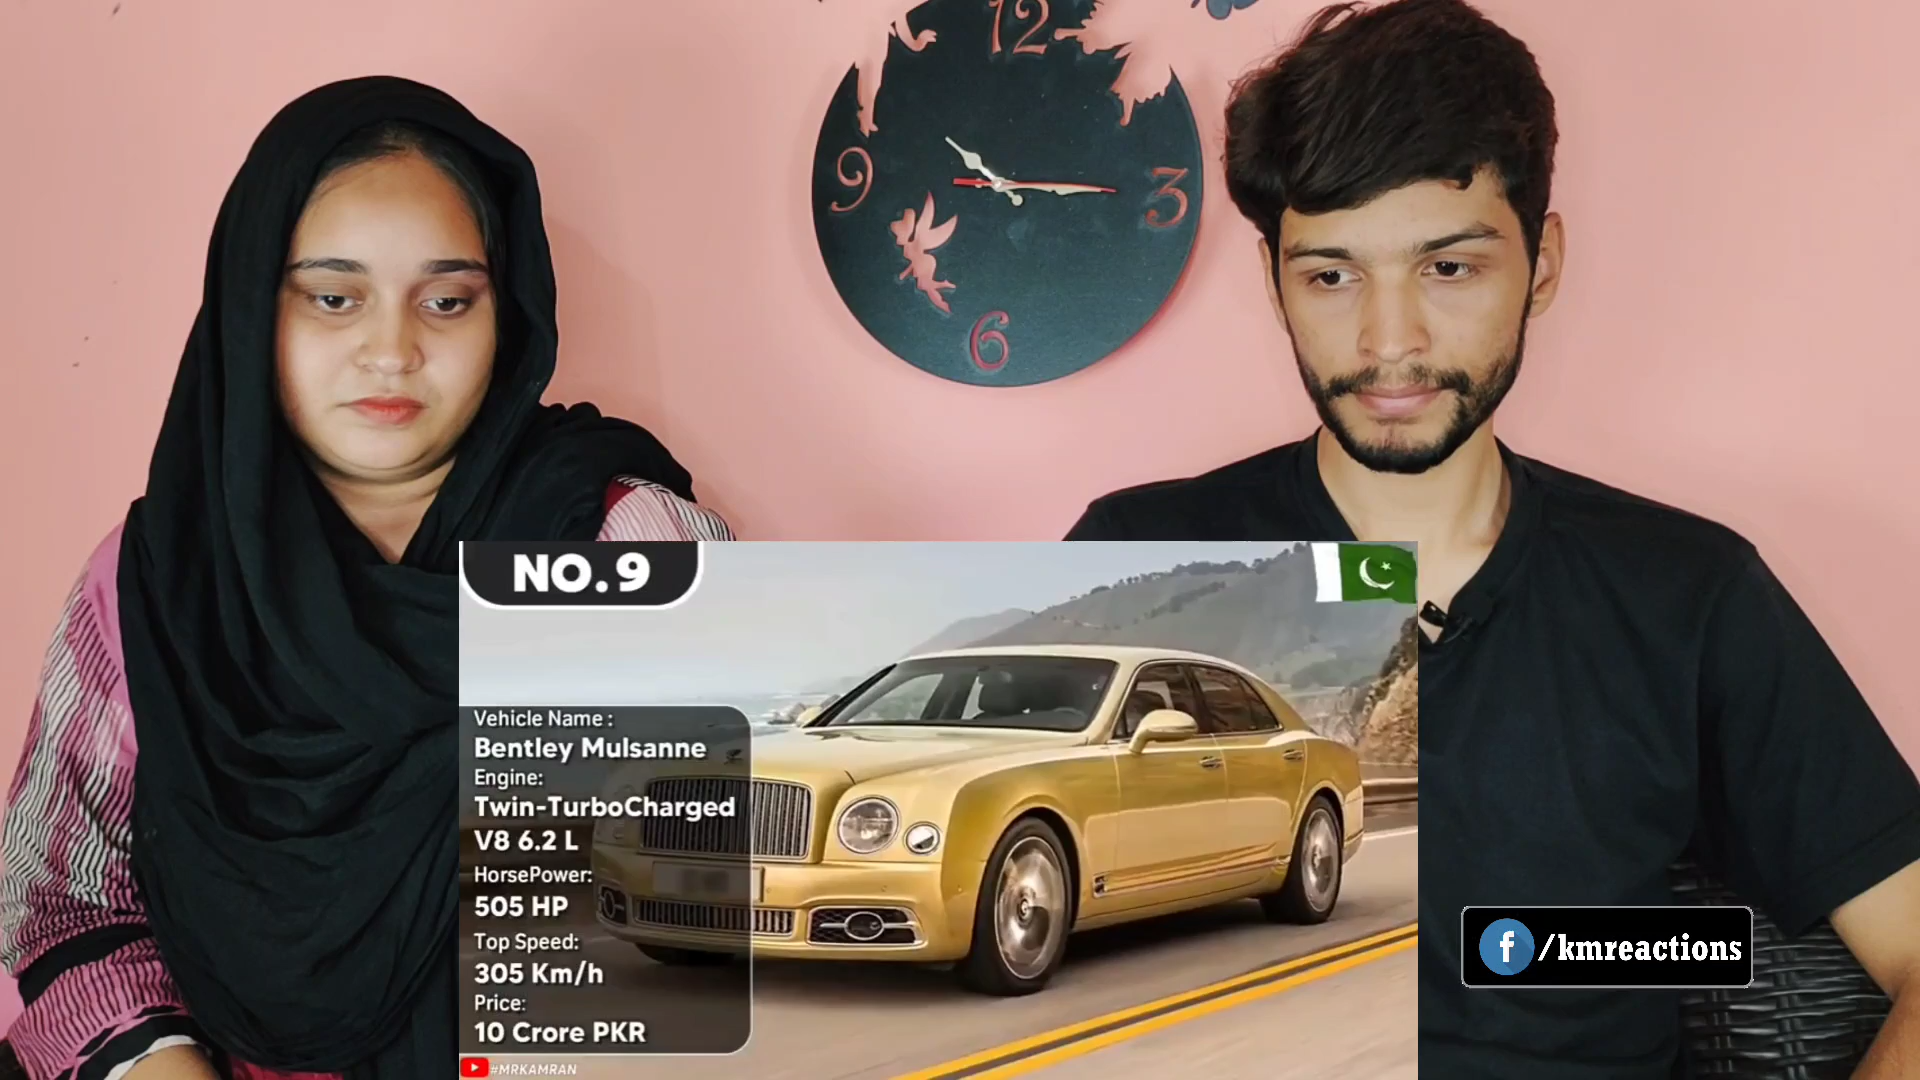 12
9
3
6
NO.9
Vehicle Name :
Bentley Mulsanne
Engine:
Twin-TurboCharged
V8 6.2 L
HorsePower:
505 HP
Top Speed:
305 Km/h
Price:
10 Crore PKR
#MRKAMRAN
f/kmreactions